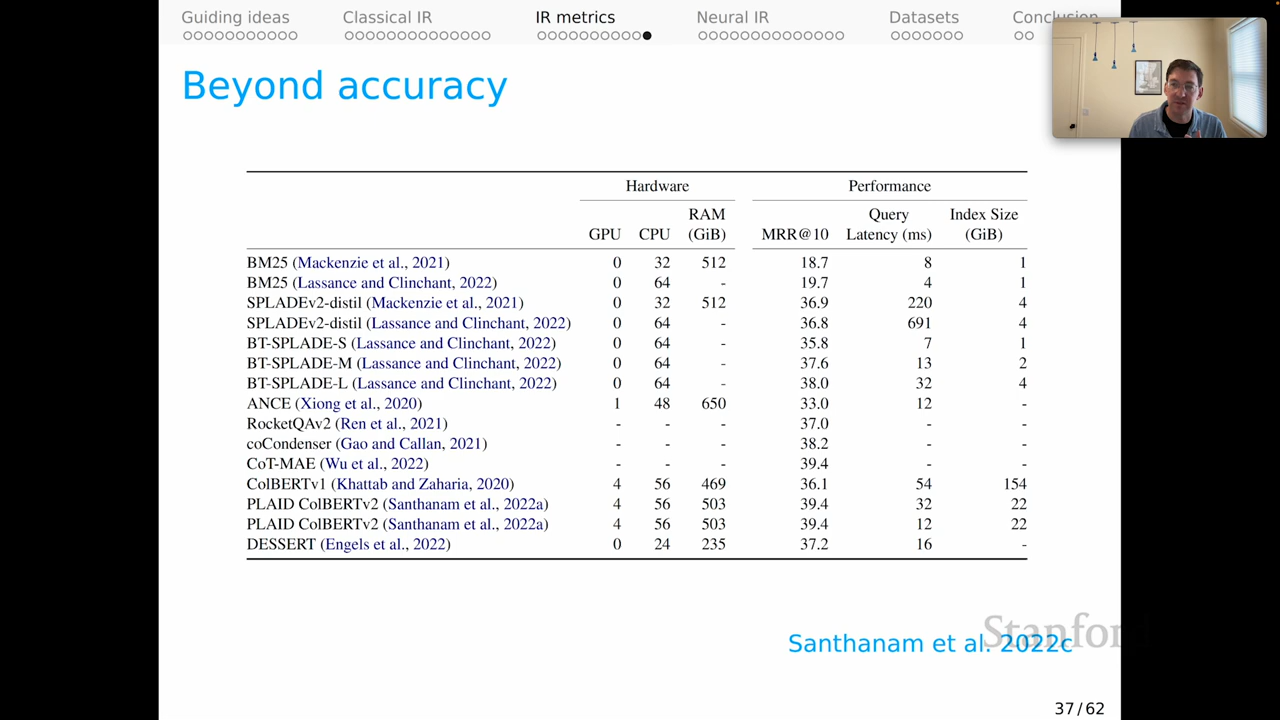 Guiding ideas Classical IR IR metrics Neural IR Datasets Conclusion
Beyond accuracy
Hardware Performance
RAM Query Index Size
GPU CPU (GiB) MRR@10 Latency (ms) (GiB)
BM25 (Mackenzie et al., 2021) 0 32 512 18.7 8 1
BM25 (Lassance and Clinchant, 2022) 0 64 - 19.7 4 1
SPLADEv2-distil (Mackenzie et al., 2021) 0 32 512 36.9 220 4
SPLADEv2-distil (Lassance and Clinchant, 2022) 0 64 - 36.8 691 4
BT-SPLADE-S (Lassance and Clinchant, 2022) 0 64 - 35.8 7 1
BT-SPLADE-M (Lassance and Clinchant, 2022) 0 64 - 37.6 13 2
BT-SPLADE-L (Lassance and Clinchant, 2022) 0 64 - 38.0 32 4
ANCE (Xiong et al., 2020) 1 48 650 33.0 12 -
RocketQAv2 (Ren et al., 2021) - - - 37.0 - -
coCondenser (Gao and Callan, 2021) - - - 38.2 - -
CoT-MAE (Wu et al., 2022) - - - 39.4 - -
ColBERTv1 (Khattab and Zaharia, 2020) 4 56 469 36.1 54 154
PLAID ColBERTv2 (Santhanam et al., 2022a) 4 56 503 39.4 32 22
PLAID ColBERTv2 (Santhanam et al., 2022a) 4 56 503 39.4 12 22
DESSERT (Engels et al., 2022) 0 24 235 37.2 16 -
Stanford
Santhanam et al. 2022c
37/62